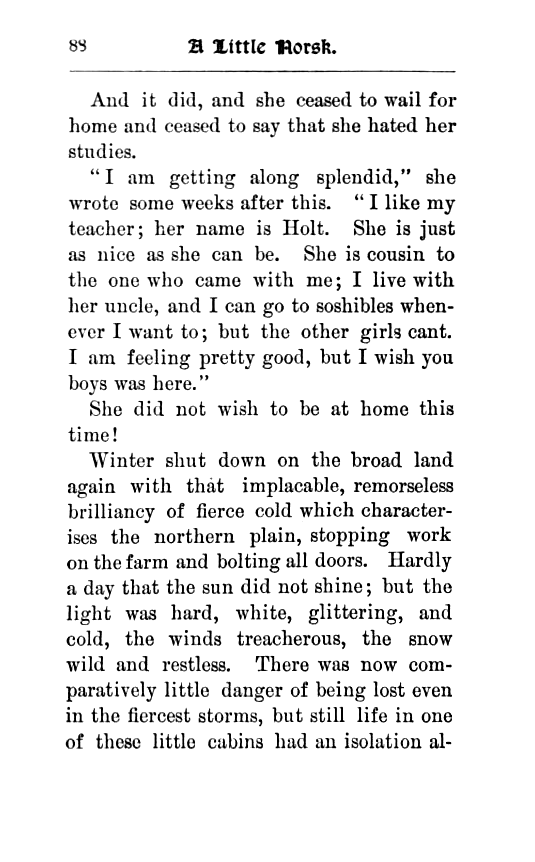 88 A Little Norsk.
And it did, and she ceased to wail for
home and ceased to say that she hated her
studies.
"I am getting along splendid," she
wrote some weeks after this. "I like my
teacher; her name is Holt. She is just
as nice as she can be. She is cousin to
the one who came with me; I live with
her uncle, and I can go to soshibles when-
ever I want to; but the other girls cant.
I am feeling pretty good, but I wish you
boys was here."
She did not wish to be at home this
time!
Winter shut down on the broad land
again with that implacable, remorseless
brilliancy of fierce cold which character-
ises the northern plain, stopping work
on the farm and bolting all doors. Hardly
a day that the sun did not shine; but the
light was hard, white, glittering, and
cold, the winds treacherous, the snow
wild and restless. There was now com-
paratively little danger of being lost even
in the fiercest storms, but still life in one
of these little cabins had an isolation al-